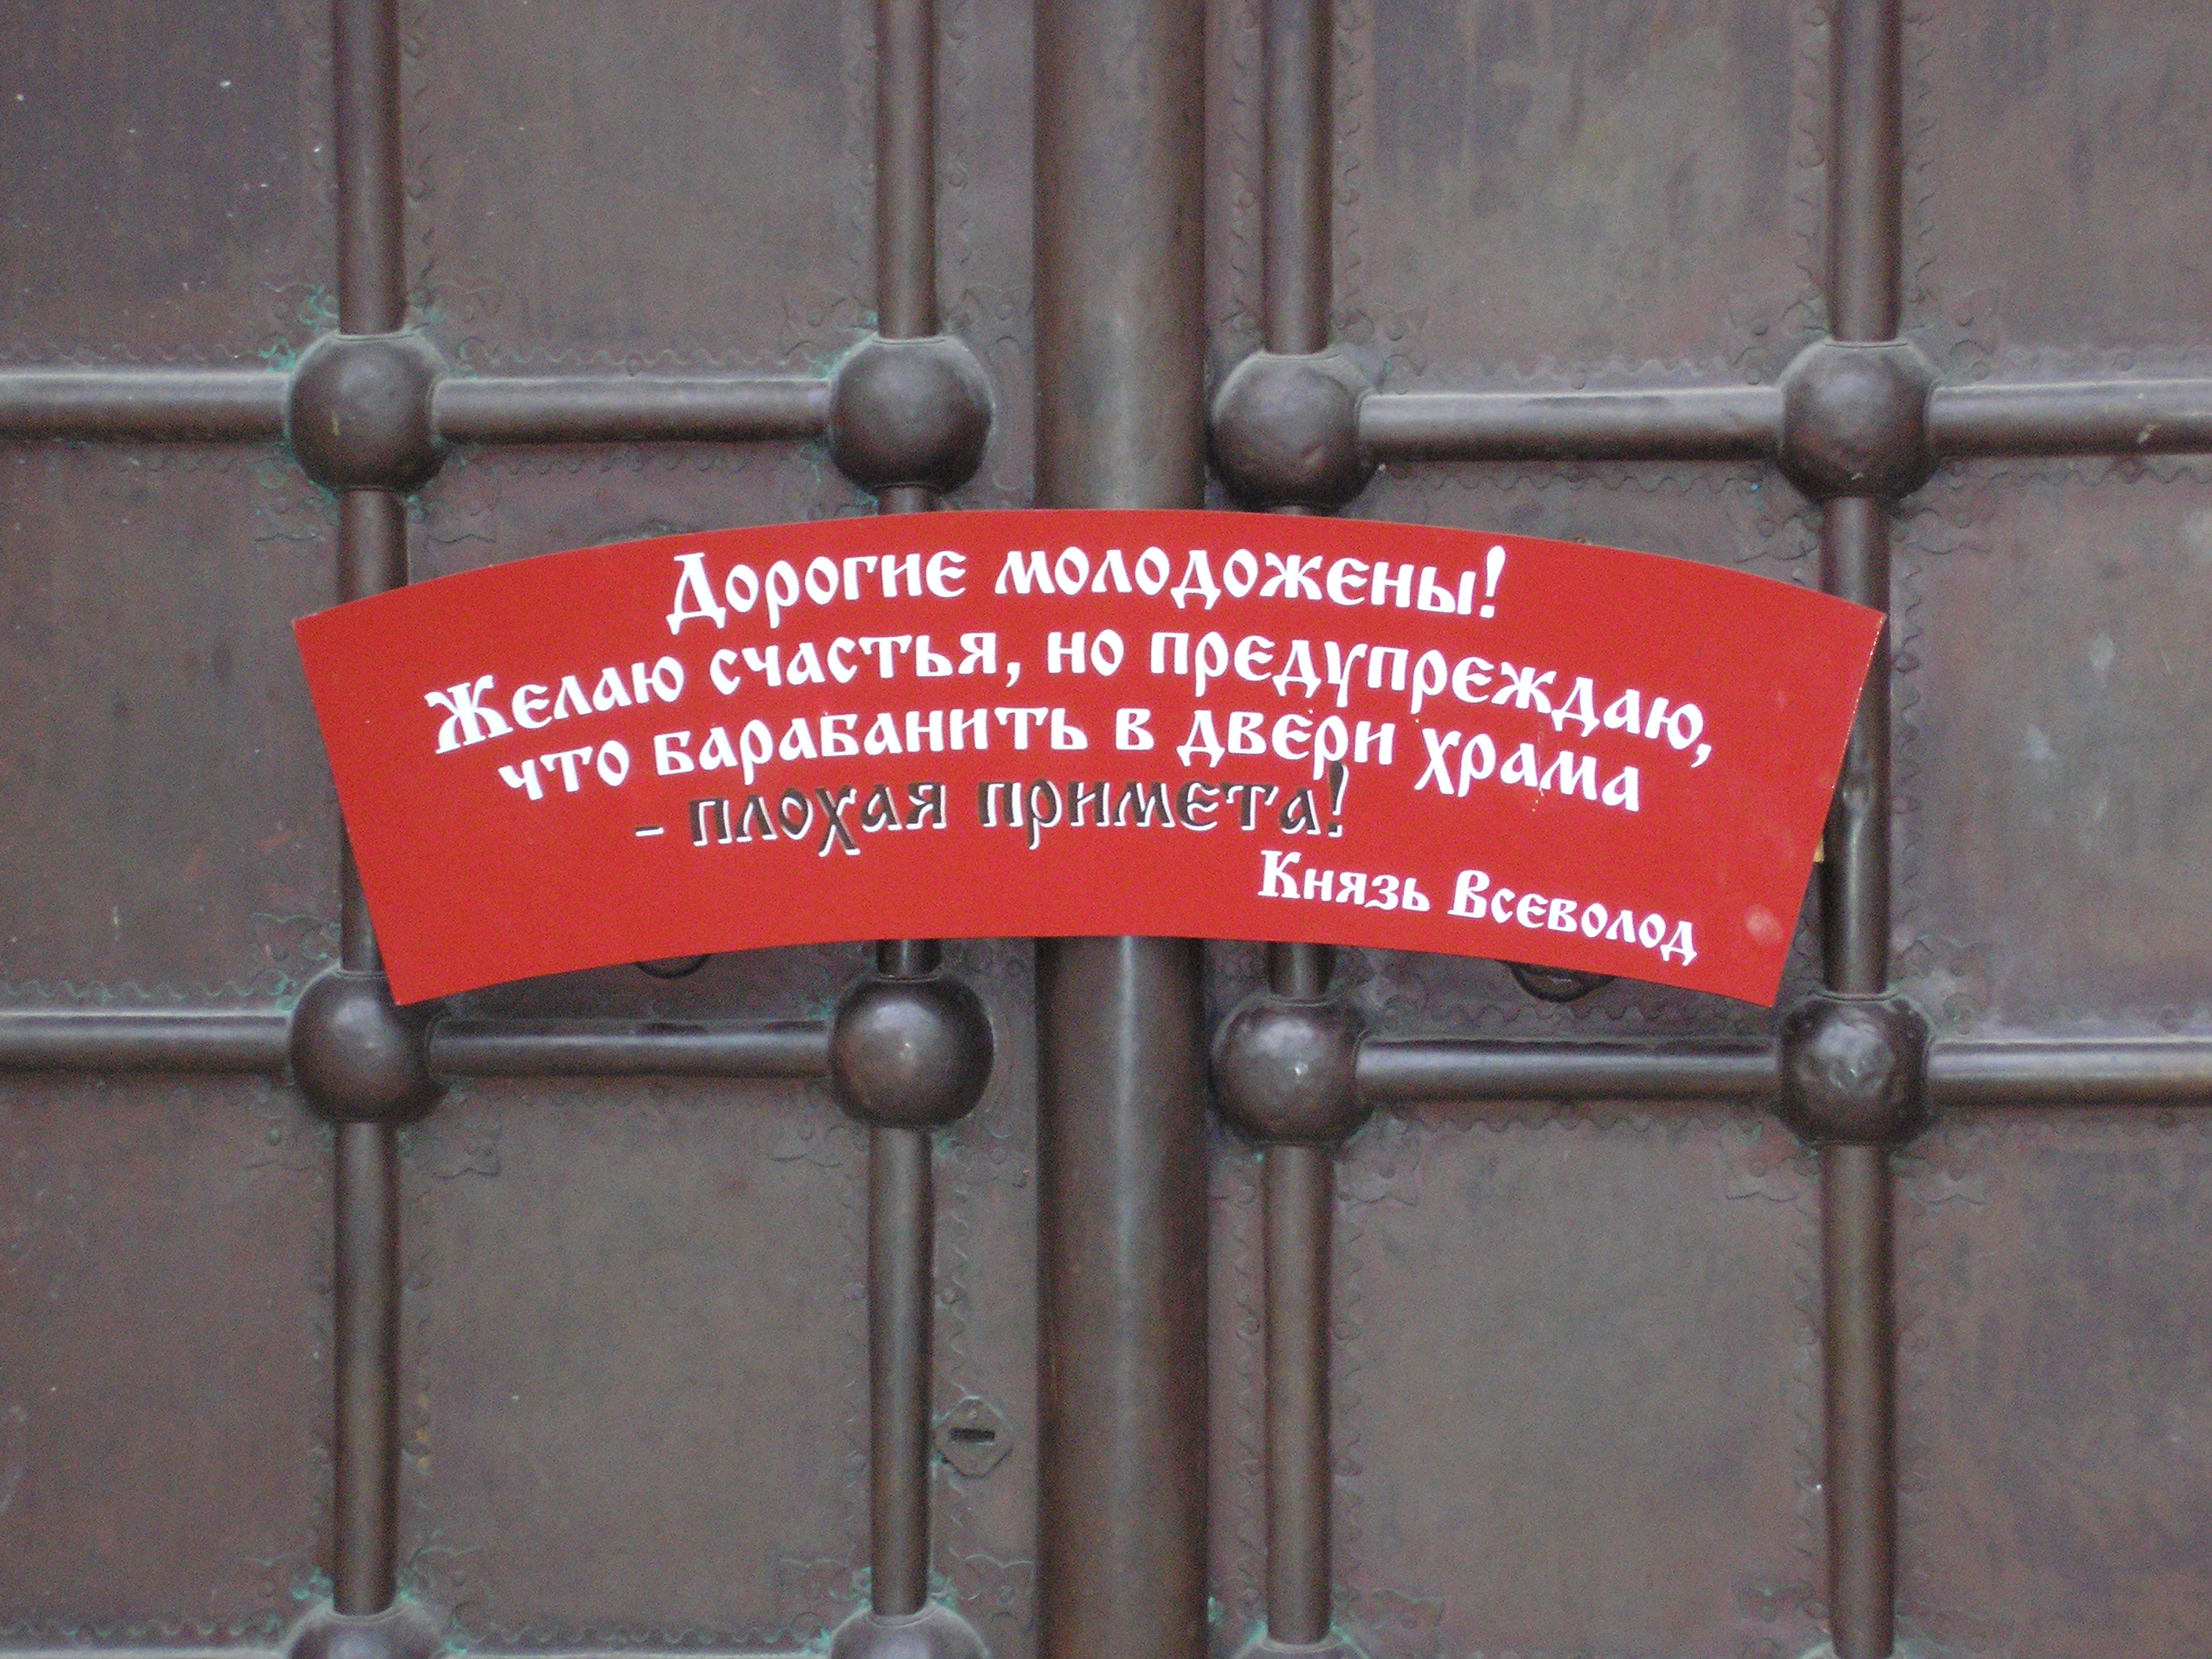 Дорогие молодожены!
Желаю счастья, но предупреждаю,
что барабанить в двери храма
- плохая примета!
Князь Всеволод